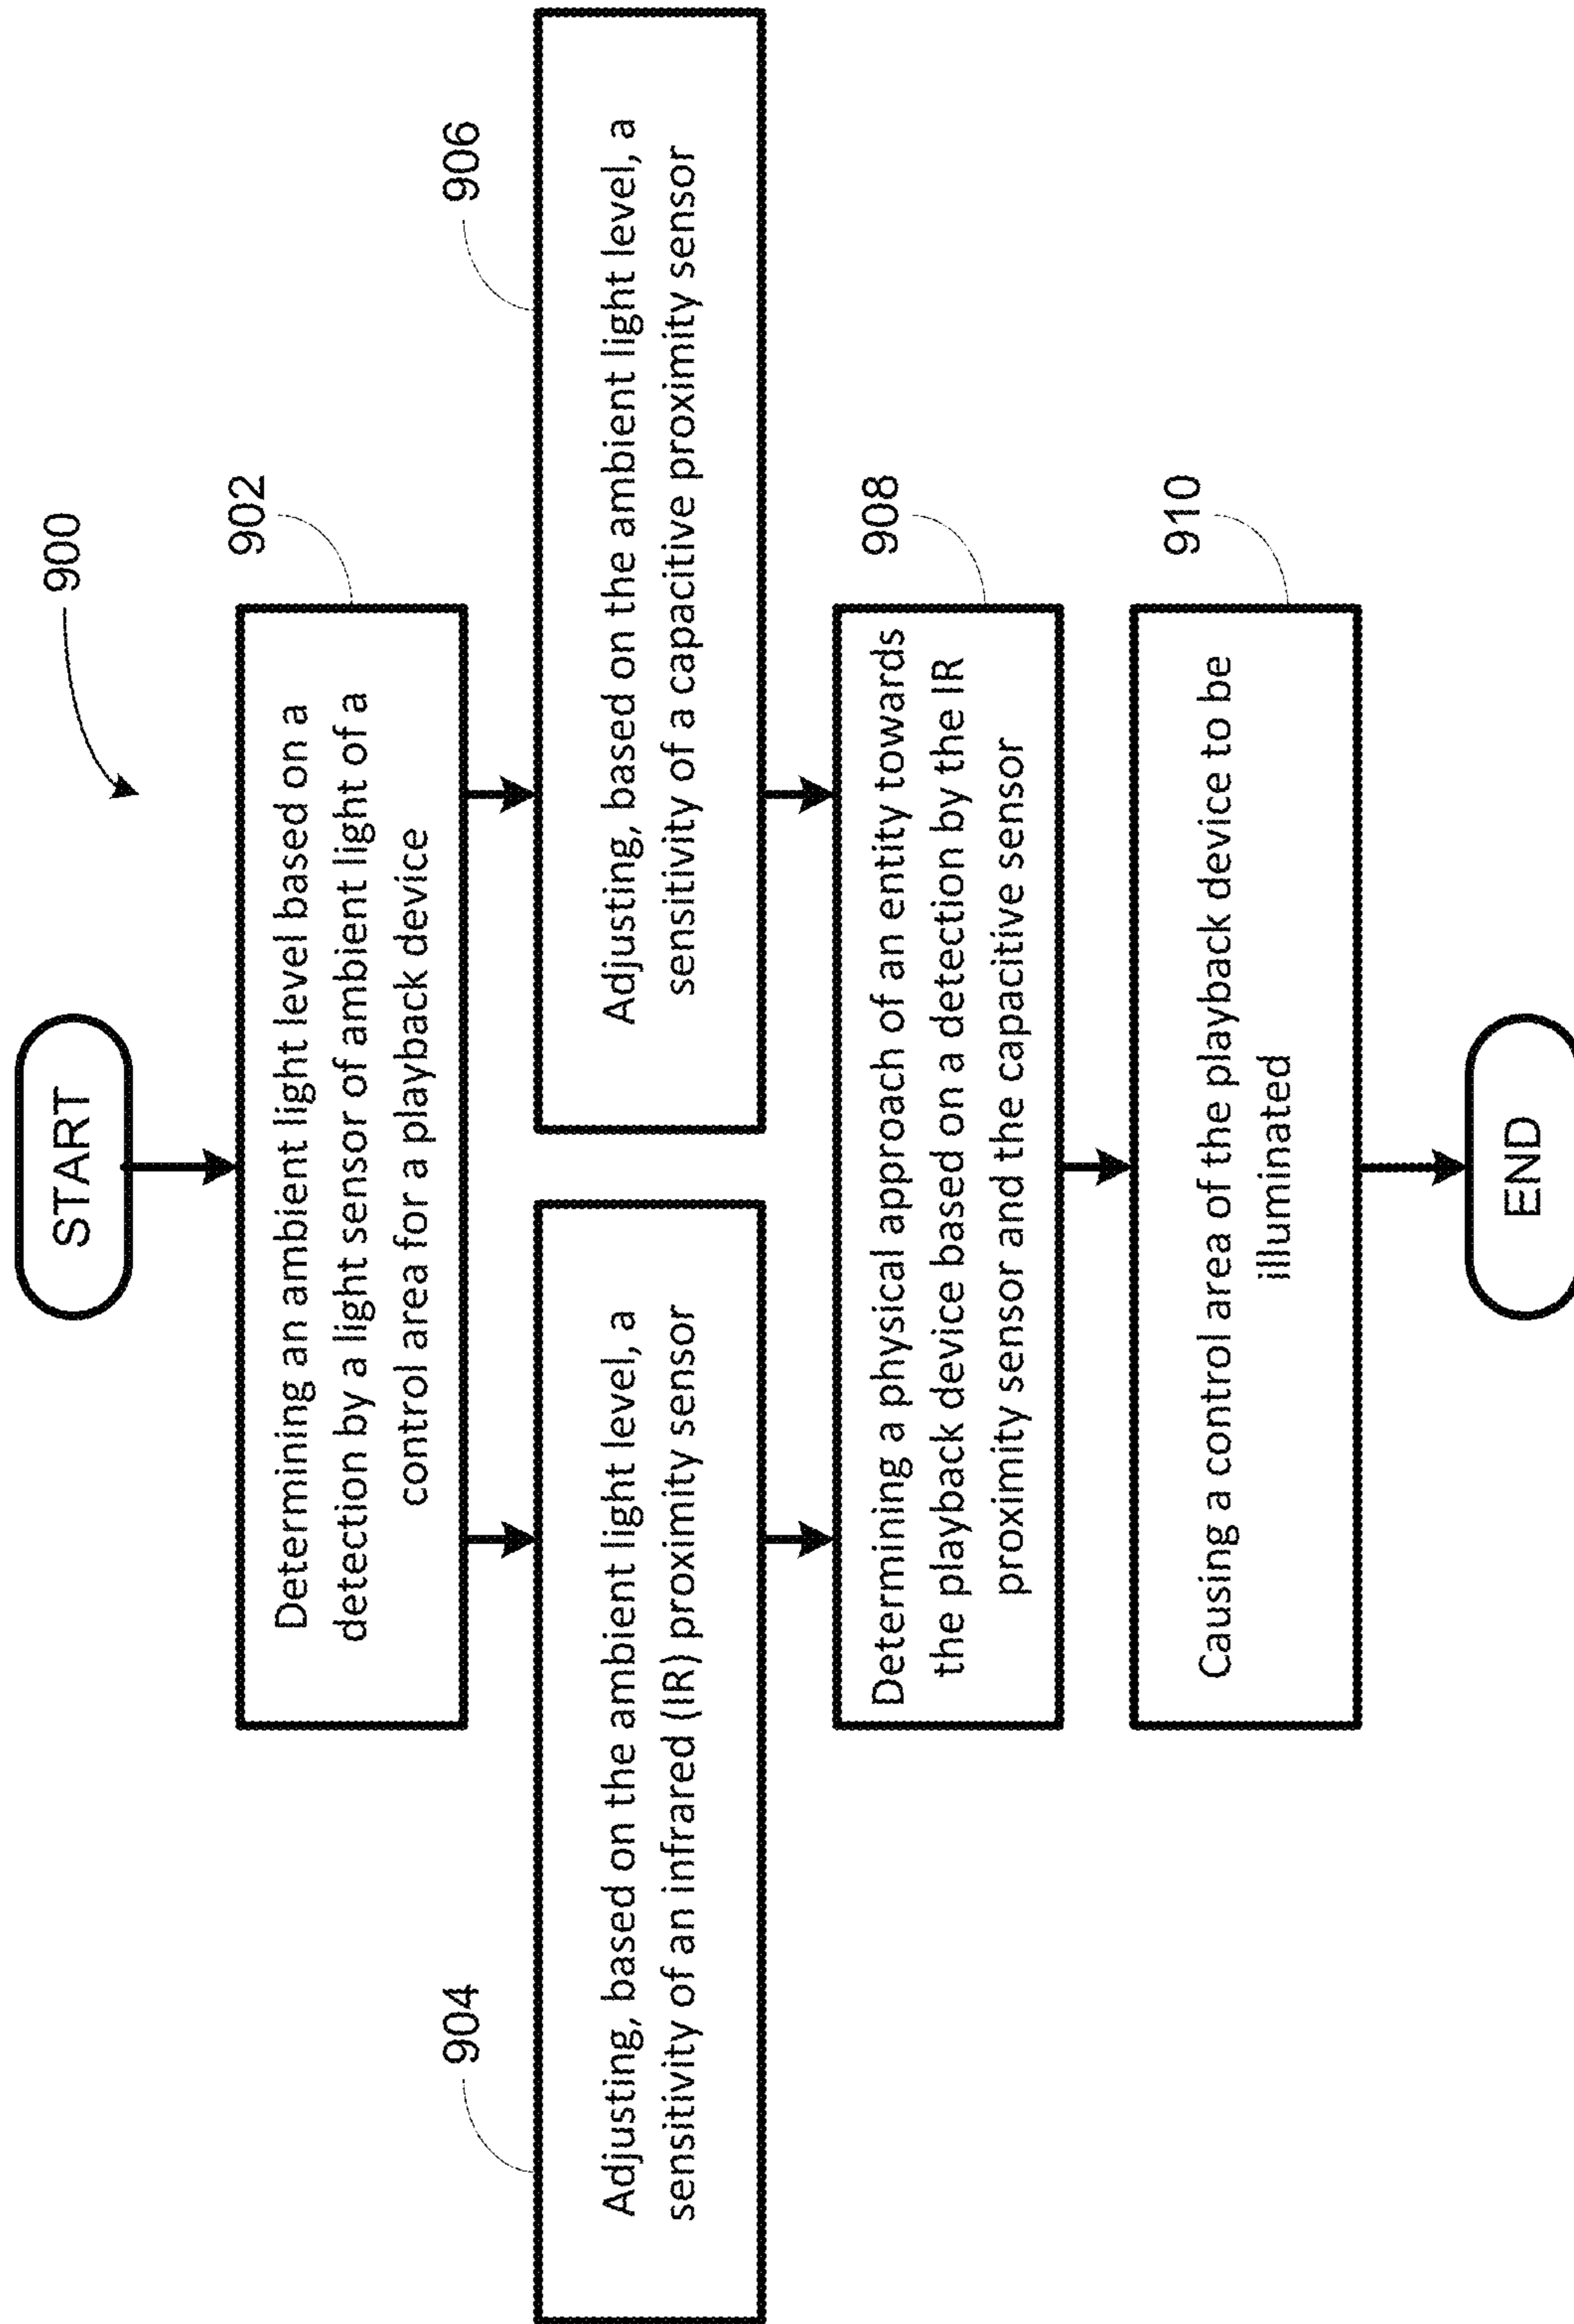 900
START
902
Determining an ambient light level based on a
detection by a light sensor of ambient light of a
control area for a playback device
904
Adjusting, based on the ambient light level, a
sensitivity of an infrared (IR) proximity sensor
906
Adjusting, based on the ambient light level, a
sensitivity of a capacitive proximity sensor
908
Determining a physical approach of an entity towards
the playback device based on a detection by the IR
proximity sensor and the capacitive sensor
910
Causing a control area of the playback device to be
illuminated
END